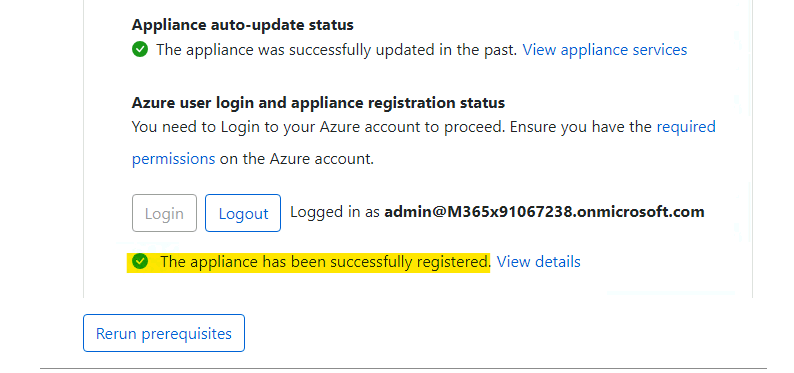 Appliance auto-update status
The appliance was successfully updated in the past. View appliance services
Azure user login and appliance registration status
You need to Login to your Azure account to proceed. Ensure you have the required
permissions on the Azure account.
Login Logout Logged in as admin@M365x91067238.onmicrosoft.com
The appliance has been successfully registered. View details
Rerun prerequisites